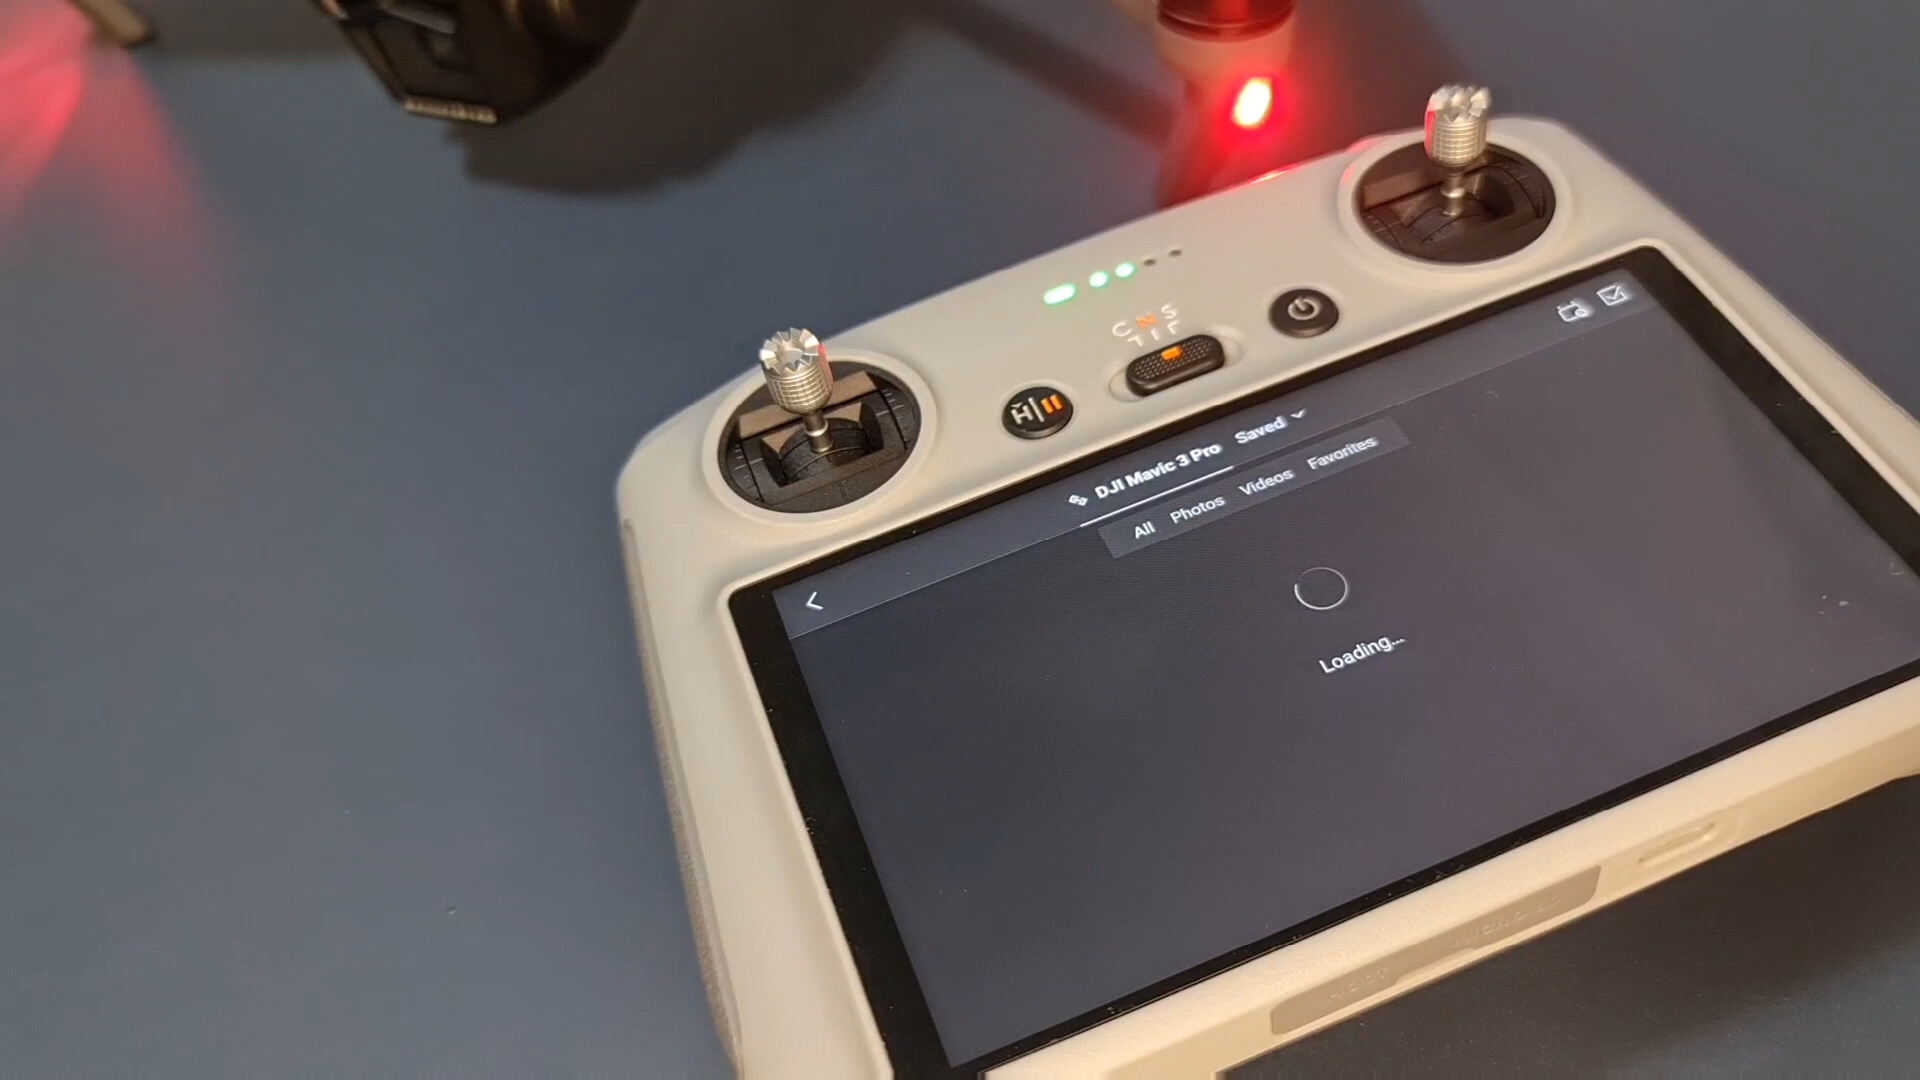 C N S
H
DJI Mavic 3 Pro Saved
All Photos Videos Favorites
Loading...